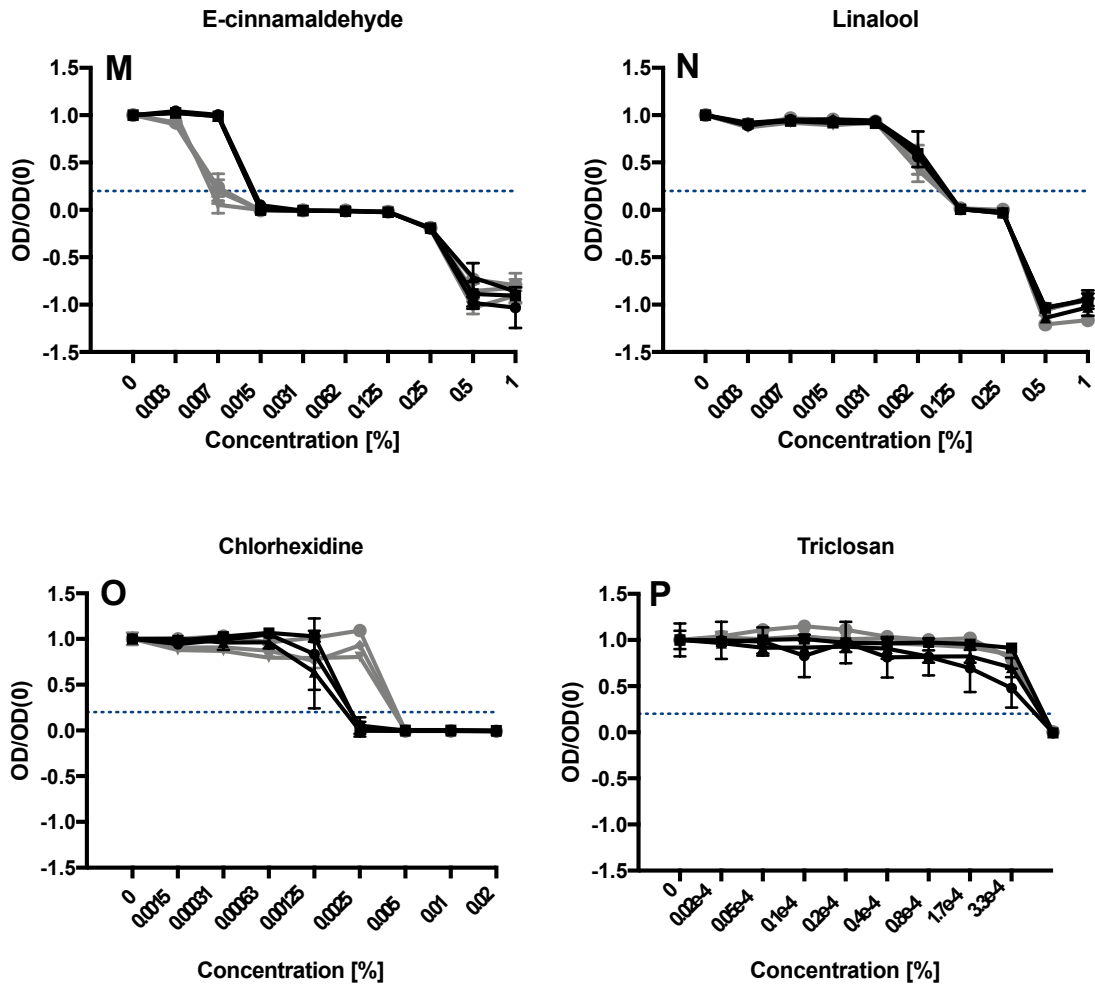 E-cinnamaldehyde
M
1.5
1.0
0.5
0.0
-0.5
-1.0
-1.5
OD/OD(0)
0
0.003
0.007
0.015
0.031
0.062
0.125
0.25
0.5
1
Concentration [%]
Linalool
N
1.5
1.0
0.5
0.0
-0.5
-1.0
-1.5
OD/OD(0)
0
0.003
0.007
0.015
0.031
0.062
0.125
0.25
0.5
1
Concentration [%]
Chlorhexidine
O
1.5
1.0
0.5
0.0
-0.5
-1.0
-1.5
OD/OD(0)
0
0.0015
0.00031
0.00063
0.00125
0.0025
0.005
0.01
0.02
Concentration [%]
Triclosan
P
1.5
1.0
0.5
0.0
-0.5
-1.0
-1.5
OD/OD(0)
0
0.02e-4
0.05e-4
0.1e-4
0.2e-4
0.4e-4
0.8e-4
1.7e-4
3.3e-4
Concentration [%]